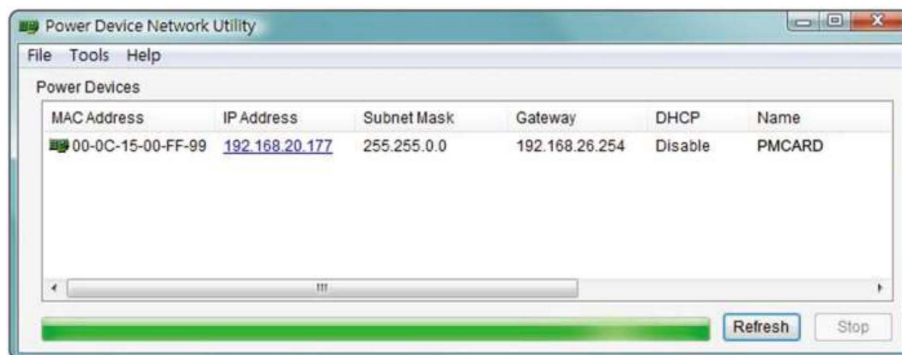 Power Device Network Utility
File Tools Help
Power Devices
MAC Address IP Address Subnet Mask Gateway DHCP Name
00-0C-15-00-FF-99 192.168.20.177 255.255.0.0 192.168.26.254 Disable PMCARD
Refresh Stop